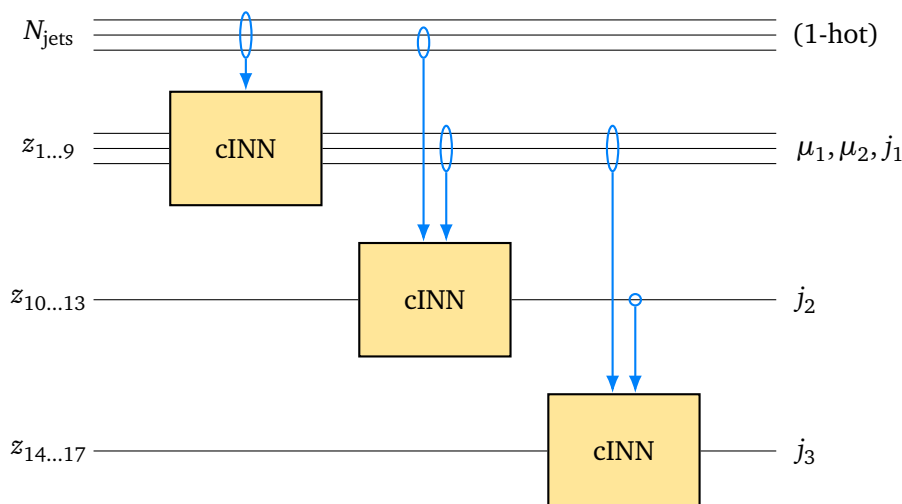 N_jets (1-hot)
cINN
z_1...9 μ_1, μ_2, j_1
z_10...13 cINN j_2
z_14...17 cINN j_3